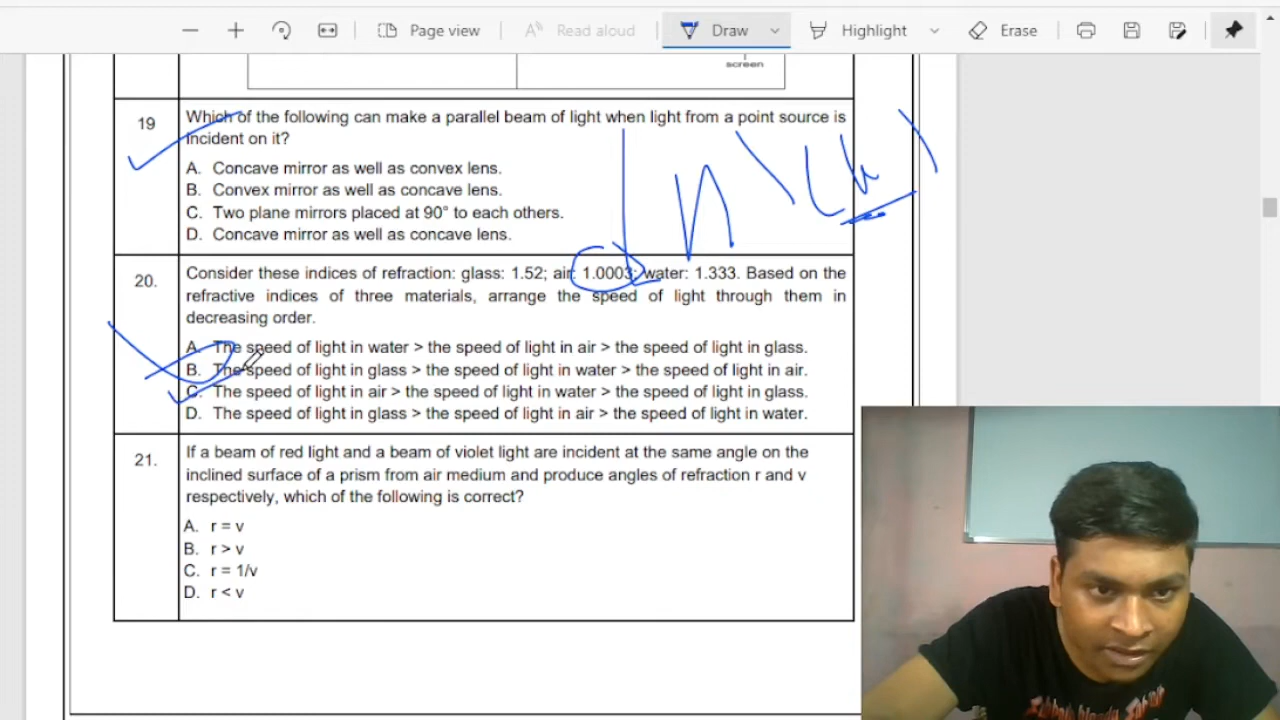 Page view
Read aloud
Draw
Highlight
Erase
screen
19
Which of the following can make a parallel beam of light when light from a point source is
incident on it?
A. Concave mirror as well as convex lens.
B. Convex mirror as well as concave lens.
C. Two plane mirrors placed at 90° to each others.
D. Concave mirror as well as concave lens.
20.
Consider these indices of refraction: glass: 1.52; air: 1.0003; water: 1.333. Based on the
refractive indices of three materials, arrange the speed of light through them in
decreasing order.
A. The speed of light in water > the speed of light in air > the speed of light in glass.
B. The speed of light in glass > the speed of light in water > the speed of light in air.
C. The speed of light in air > the speed of light in water > the speed of light in glass.
D. The speed of light in glass > the speed of light in air > the speed of light in water.
21.
If a beam of red light and a beam of violet light are incident at the same angle on the
inclined surface of a prism from air medium and produce angles of refraction r and v
respectively, which of the following is correct?
A. r = v
B. r > v
C. r = 1/v
D. r < v